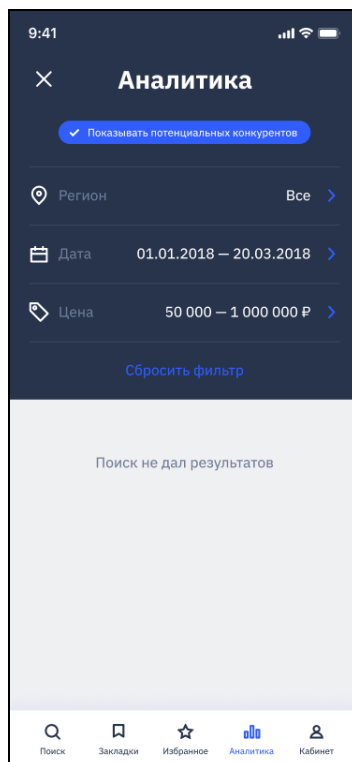 9:41
Аналитика
Показывать потенциальных конкурентов
Регион Все
Дата 01.01.2018 — 20.03.2018
Цена 50 000 — 1 000 000 ₽
Сбросить фильтр
Поиск не дал результатов
Поиск Закладки Избранное Аналитика Кабинет